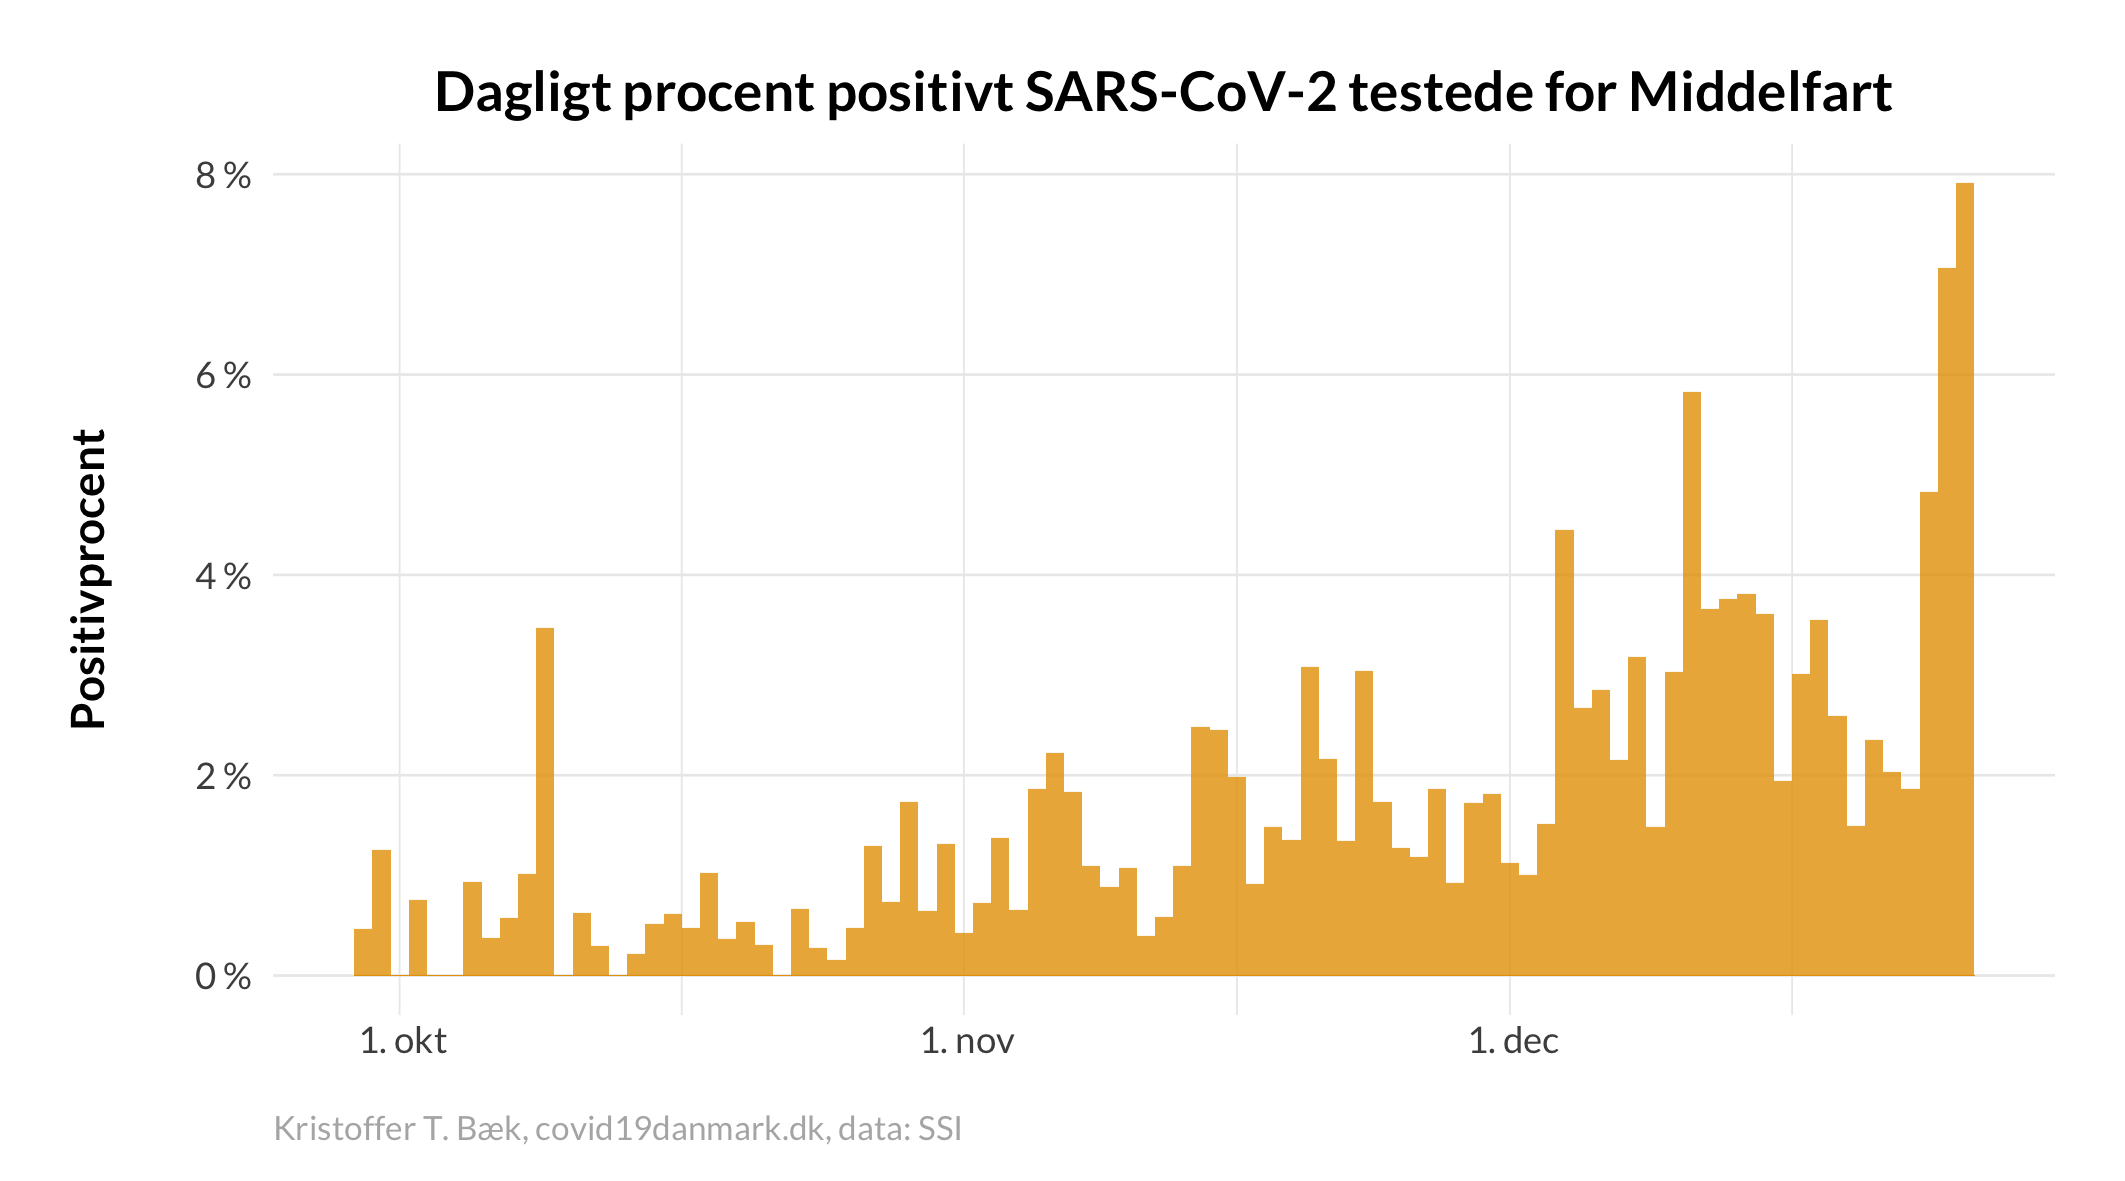 Dagligt procent positivt SARS-CoV-2 testede for Middelfart
Positivprocent
8 %
6 %
4 %
2 %
0 %
1. okt
1. nov
1. dec
Kristoffer T. Bæk, covid19danmark.dk, data: SSI